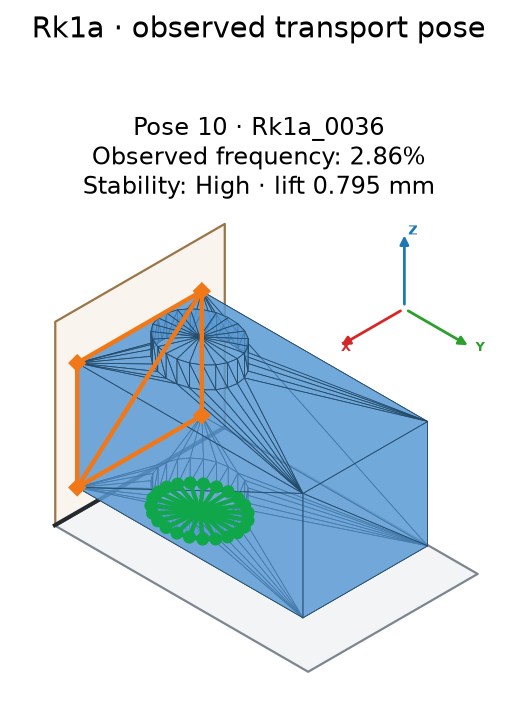 Rk1a · observed transport pose
Pose 10 · Rk1a_0036
Observed frequency: 2.86%
Stability: High · lift 0.795 mm
Z
X
Y